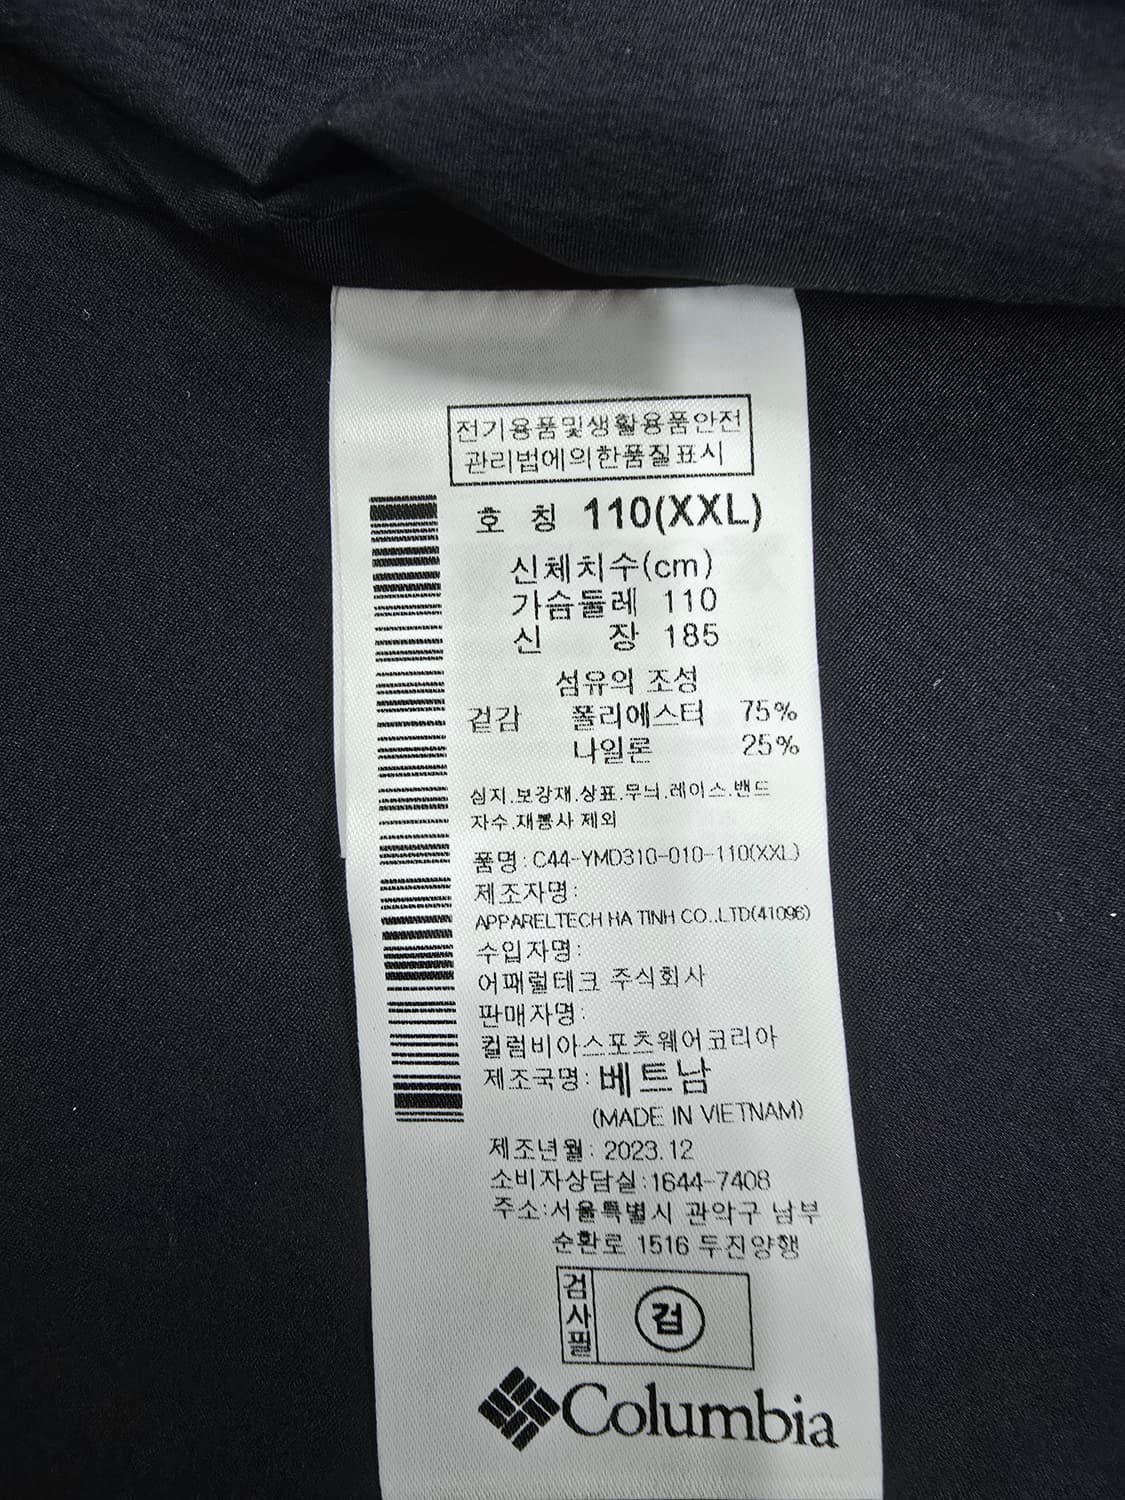 전기용품및생활용품안전
관리법에의한품질표시
호 칭 110(XXL)
신체치수(cm)
가슴둘레 110
신 장 185
섬유의 조성
겉감 폴리에스터 75%
나일론 25%
심지.보강재.상표.무늬.레이스.밴드
자수.재봉사 제외
품명:C44-YMD310-010-110(XXL)
제조자명:
APPARELTECH HA TINH CO.,LTD(41096)
수입자명:
어패럴테크 주식회사
판매자명:
컬럼비아스포츠웨어코리아
제조국명: 베트남
(MADE IN VIETNAM)
제조년월: 2023.12
소비자상담실:1644-7408
주소:서울특별시 관악구 남부
순환로 1516 두진양행
검사필 검
Columbia